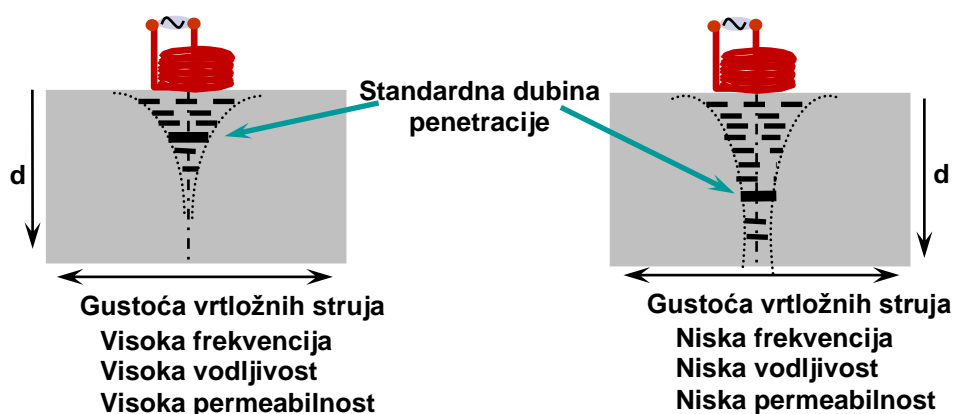 Standardna dubina
penetracije
d
d
Gustoća vrtložnih struja
Visoka frekvencija
Visoka vodljivost
Visoka permeabilnost
Gustoća vrtložnih struja
Niska frekvencija
Niska vodljivost
Niska permeabilnost